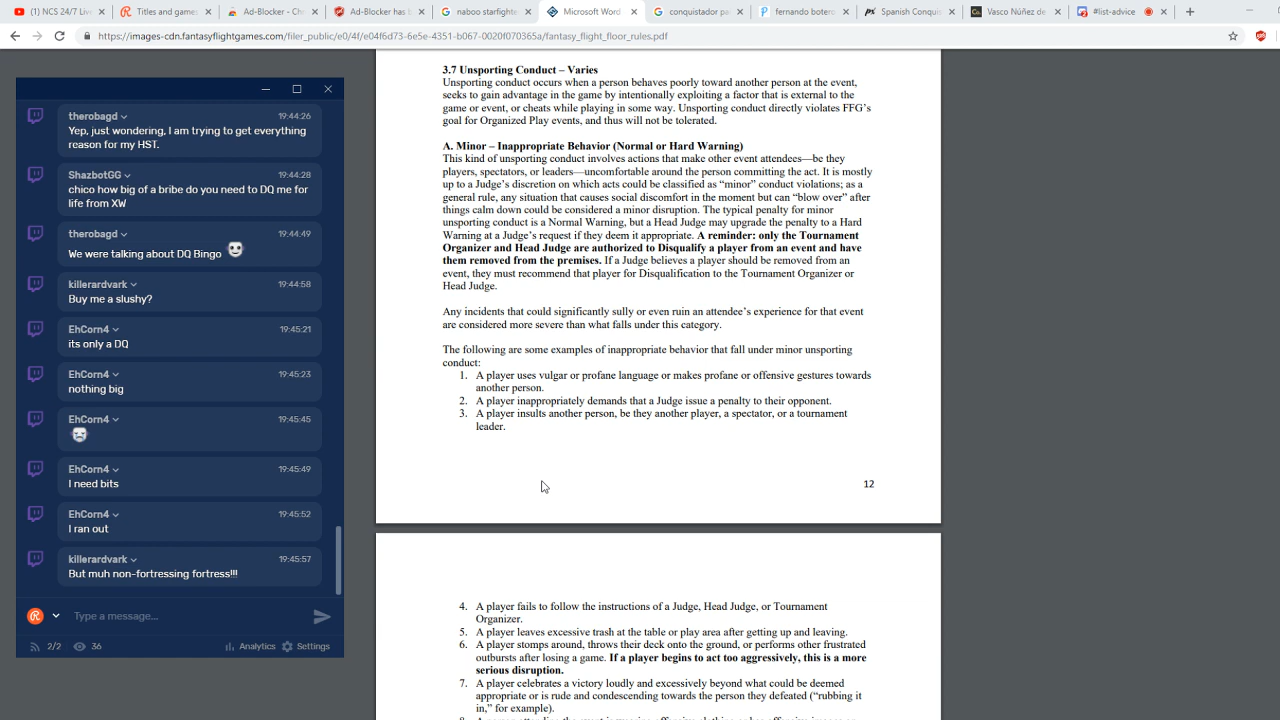 (1) NCS 24/7 Live
Titles and games
Ad-Blocker - Ch
Ad-Blocker has b
naboo starfighte
Microsoft Word
conquistador pa
fernando botero
Spanish Conqui
Vasco Núñez de
#list-advice
https://images-cdn.fantasyflightgames.com/filer_public/e0/4f/e04f6d73-6e5e-4351-b067-0020f070365a/fantasy_flight_floor_rules.pdf
therobagd 19:44:26
Yep, just wondering, I am trying to get everything
reason for my HST.
ShazbotGG 19:44:28
chico how big of a bribe do you need to DQ me for
life from XW
therobagd 19:44:49
We were talking about DQ Bingo
killerardvark 19:44:58
Buy me a slushy?
EhCorn4 19:45:21
its only a DQ
EhCorn4 19:45:23
nothing big
EhCorn4 19:45:45
EhCorn4 19:45:49
I need bits
EhCorn4 19:45:52
I ran out
killerardvark 19:45:57
But muh non-fortressing fortress!!!
Type a message...
2/2 36 Analytics Settings
3.7 Unsporting Conduct – Varies
Unsporting conduct occurs when a person behaves poorly toward another person at the event,
seeks to gain advantage in the game by intentionally exploiting a factor that is external to the
game or event, or cheats while playing in some way. Unsporting conduct directly violates FFG's
goal for Organized Play events, and thus will not be tolerated.
A. Minor – Inappropriate Behavior (Normal or Hard Warning)
This kind of unsporting conduct involves actions that make other event attendees—be they
players, spectators, or leaders—uncomfortable around the person committing the act. It is mostly
up to a Judge's discretion on which acts could be classified as “minor” conduct violations; as a
general rule, any situation that causes social discomfort in the moment but can “blow over” after
things calm down could be considered a minor disruption. The typical penalty for minor
unsporting conduct is a Normal Warning, but a Head Judge may upgrade the penalty to a Hard
Warning at a Judge's request if they deem it appropriate. A reminder: only the Tournament
Organizer and Head Judge are authorized to Disqualify a player from an event and have
them removed from the premises. If a Judge believes a player should be removed from an
event, they must recommend that player for Disqualification to the Tournament Organizer or
Head Judge.
Any incidents that could significantly sully or even ruin an attendee's experience for that event
are considered more severe than what falls under this category.
The following are some examples of inappropriate behavior that fall under minor unsporting
conduct:
1. A player uses vulgar or profane language or makes profane or offensive gestures towards
another person.
2. A player inappropriately demands that a Judge issue a penalty to their opponent.
3. A player insults another person, be they another player, a spectator, or a tournament
leader.
12
4. A player fails to follow the instructions of a Judge, Head Judge, or Tournament
Organizer.
5. A player leaves excessive trash at the table or play area after getting up and leaving.
6. A player stomps around, throws their deck onto the ground, or performs other frustrated
outbursts after losing a game. If a player begins to act too aggressively, this is a more
serious disruption.
7. A player celebrates a victory loudly and excessively beyond what could be deemed
appropriate or is rude and condescending towards the person they defeated (“rubbing it
in,” for example).